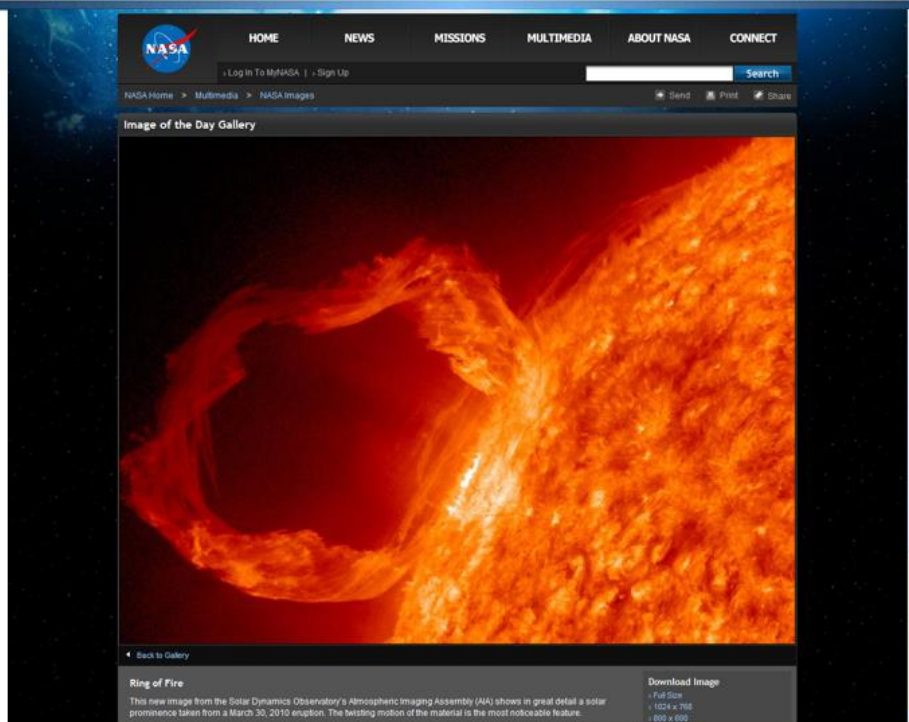 NASA
HOME NEWS MISSIONS MULTIMEDIA ABOUT NASA CONNECT
› Log In To MyNASA | › Sign Up
Search
NASA Home > Multimedia > NASA Images
Send Print Share
Image of the Day Gallery
Back to Gallery
Ring of Fire
This new image from the Solar Dynamics Observatory's Atmospheric Imaging Assembly (AIA) shows in great detail a solar
prominence taken from a March 30, 2010 eruption. The twisting motion of the material is the most noticeable feature.
Download Image
› Full Size
› 1024 x 768
› 800 x 600